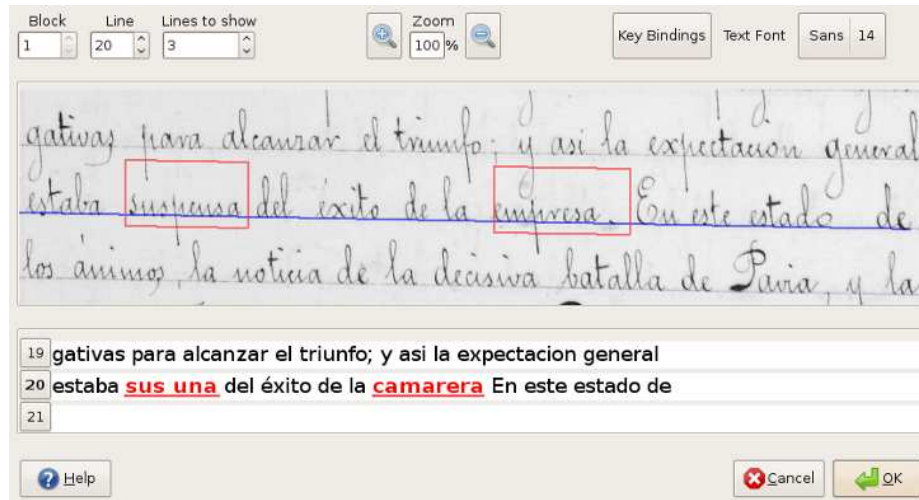 Block Line Lines to show Zoom
1 20 3 100 % Key Bindings Text Font Sans 14
gativas para alcanzar el triunfo; y asi la expectacion general
estaba suspensa del éxito de la empresa. En este estado de
los ánimos, la noticia de la decisiva batalla de Pavia, y la
19 gativas para alcanzar el triunfo; y asi la expectacion general
20 estaba sus una del éxito de la camarera En este estado de
21
Help Cancel OK